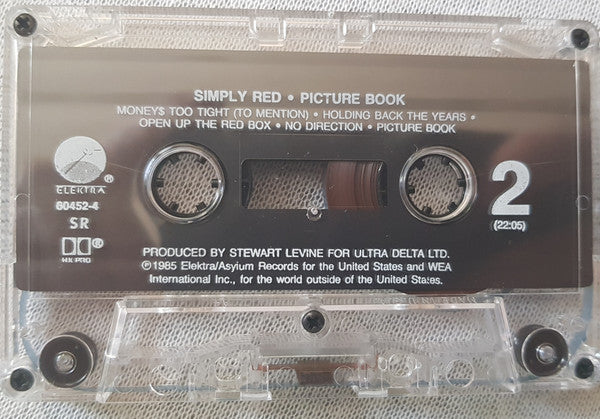 SIMPLY RED • PICTURE BOOK
MONEY$ TOO TIGHT (TO MENTION) • HOLDING BACK THE YEARS •
OPEN UP THE RED BOX • NO DIRECTION • PICTURE BOOK
ELEKTRA ®
60452-4
SR
®
HX PRO
2
(22:05)
PRODUCED BY STEWART LEVINE FOR ULTRA DELTA LTD.
℗1985 Elektra/Asylum Records for the United States and WEA
International Inc., for the world outside of the United States.